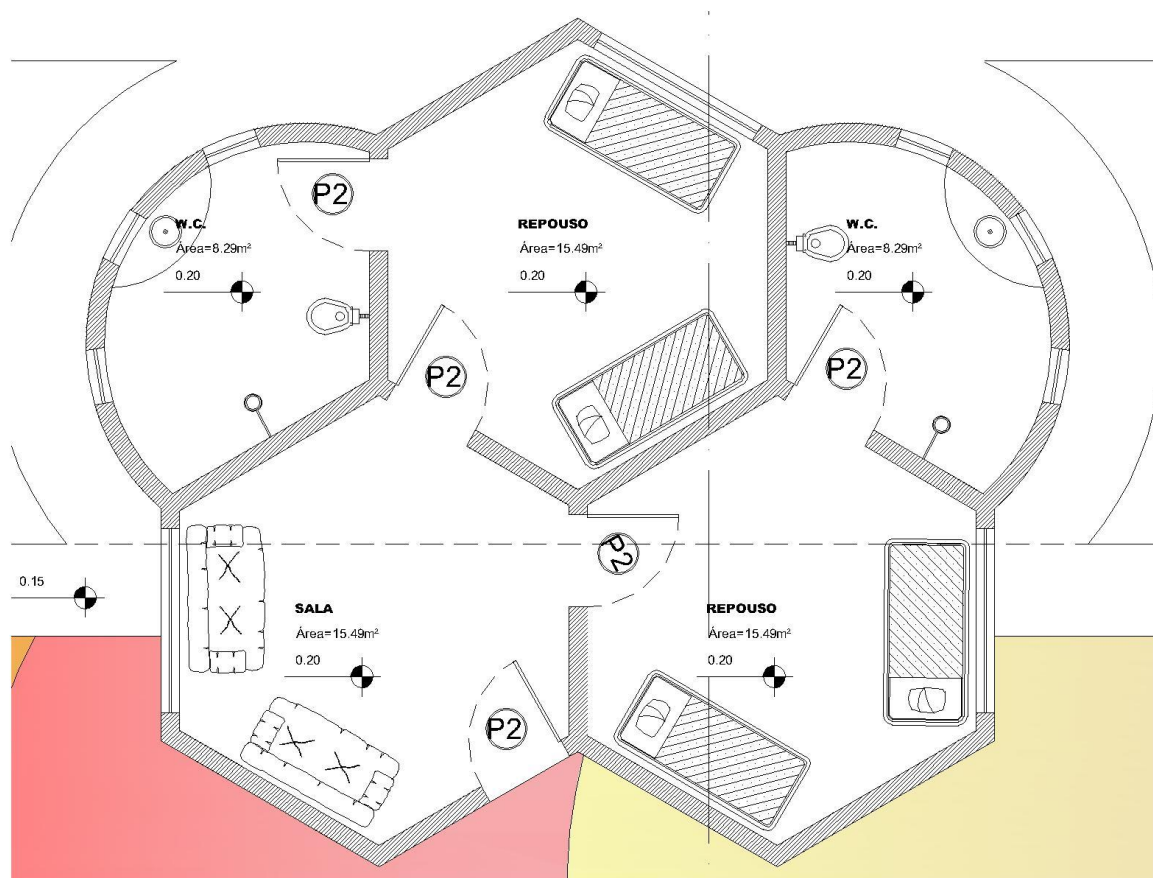 P2
W.C.
Área=8.29m²
0.20
REPOUSO
Área=15.49m²
0.20
W.C.
Área=8.29m²
0.20
P2
P2
P2
0.15
SALA
Área=15.49m²
0.20
REPOUSO
Área=15.49m²
0.20
P2